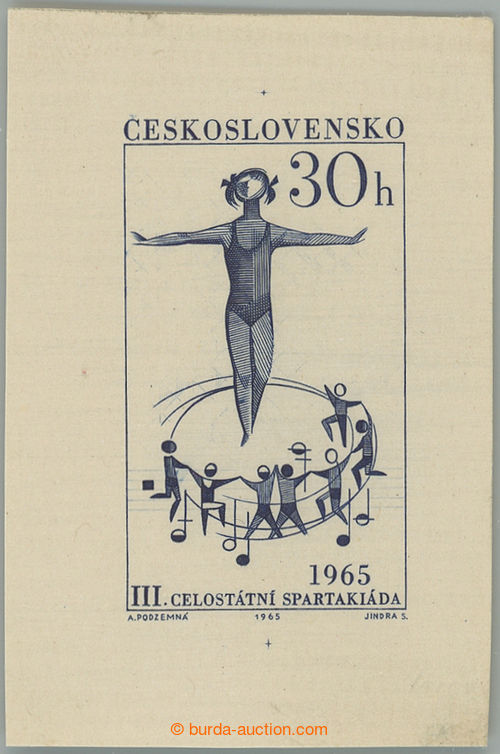 ČESKOSLOVENSKO
30h
1965
III. CELOSTÁTNÍ SPARTAKIÁDA
A. PODZEMNÁ 1965 JINDRA S.
© burda-auction.com